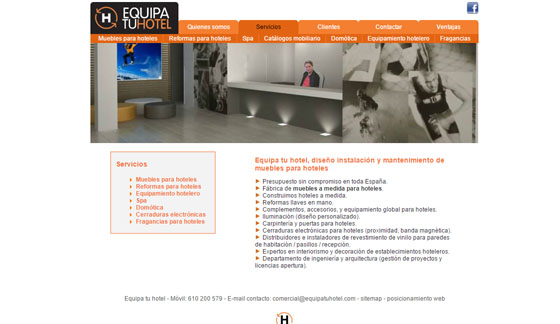 EQUIPA
TU HOTEL
Quienes somos
Servicios
Clientes
Contactar
Ventajas
Muebles para hoteles
Reformas para hoteles
Spa
Catálogos mobiliario
Domótica
Equipamiento hotelero
Fragancias
Servicios
Muebles para hoteles
Reformas para hoteles
Equipamiento hotelero
Spa
Domótica
Cerraduras electrónicas
Fragancias para hoteles
Equipa tu hotel, diseño instalación y mantenimiento de
muebles para hoteles
Presupuesto sin compromiso en toda España.
Fábrica de muebles a medida para hoteles.
Construimos hoteles a medida.
Reformas llaves en mano.
Complementos, accesorios, y equipamiento global para hoteles.
Iluminación (diseño personalizado).
Carpintería y puertas para hoteles.
Cerraduras electrónicas para hoteles (proximidad, banda magnética).
Distribuidores e instaladores de revestimiento de vinilo para paredes
de habitación / pasillos / recepción.
Expertos en interiorismo y decoración de establecimientos hoteleros.
Departamento de ingeniería y arquitectura (gestión de proyectos y
licencias apertura).
Equipa tu hotel - Móvil: 610 200 579 - E-mail contacto: comercial@equipatuhotel.com - sitemap - posicionamiento web
H